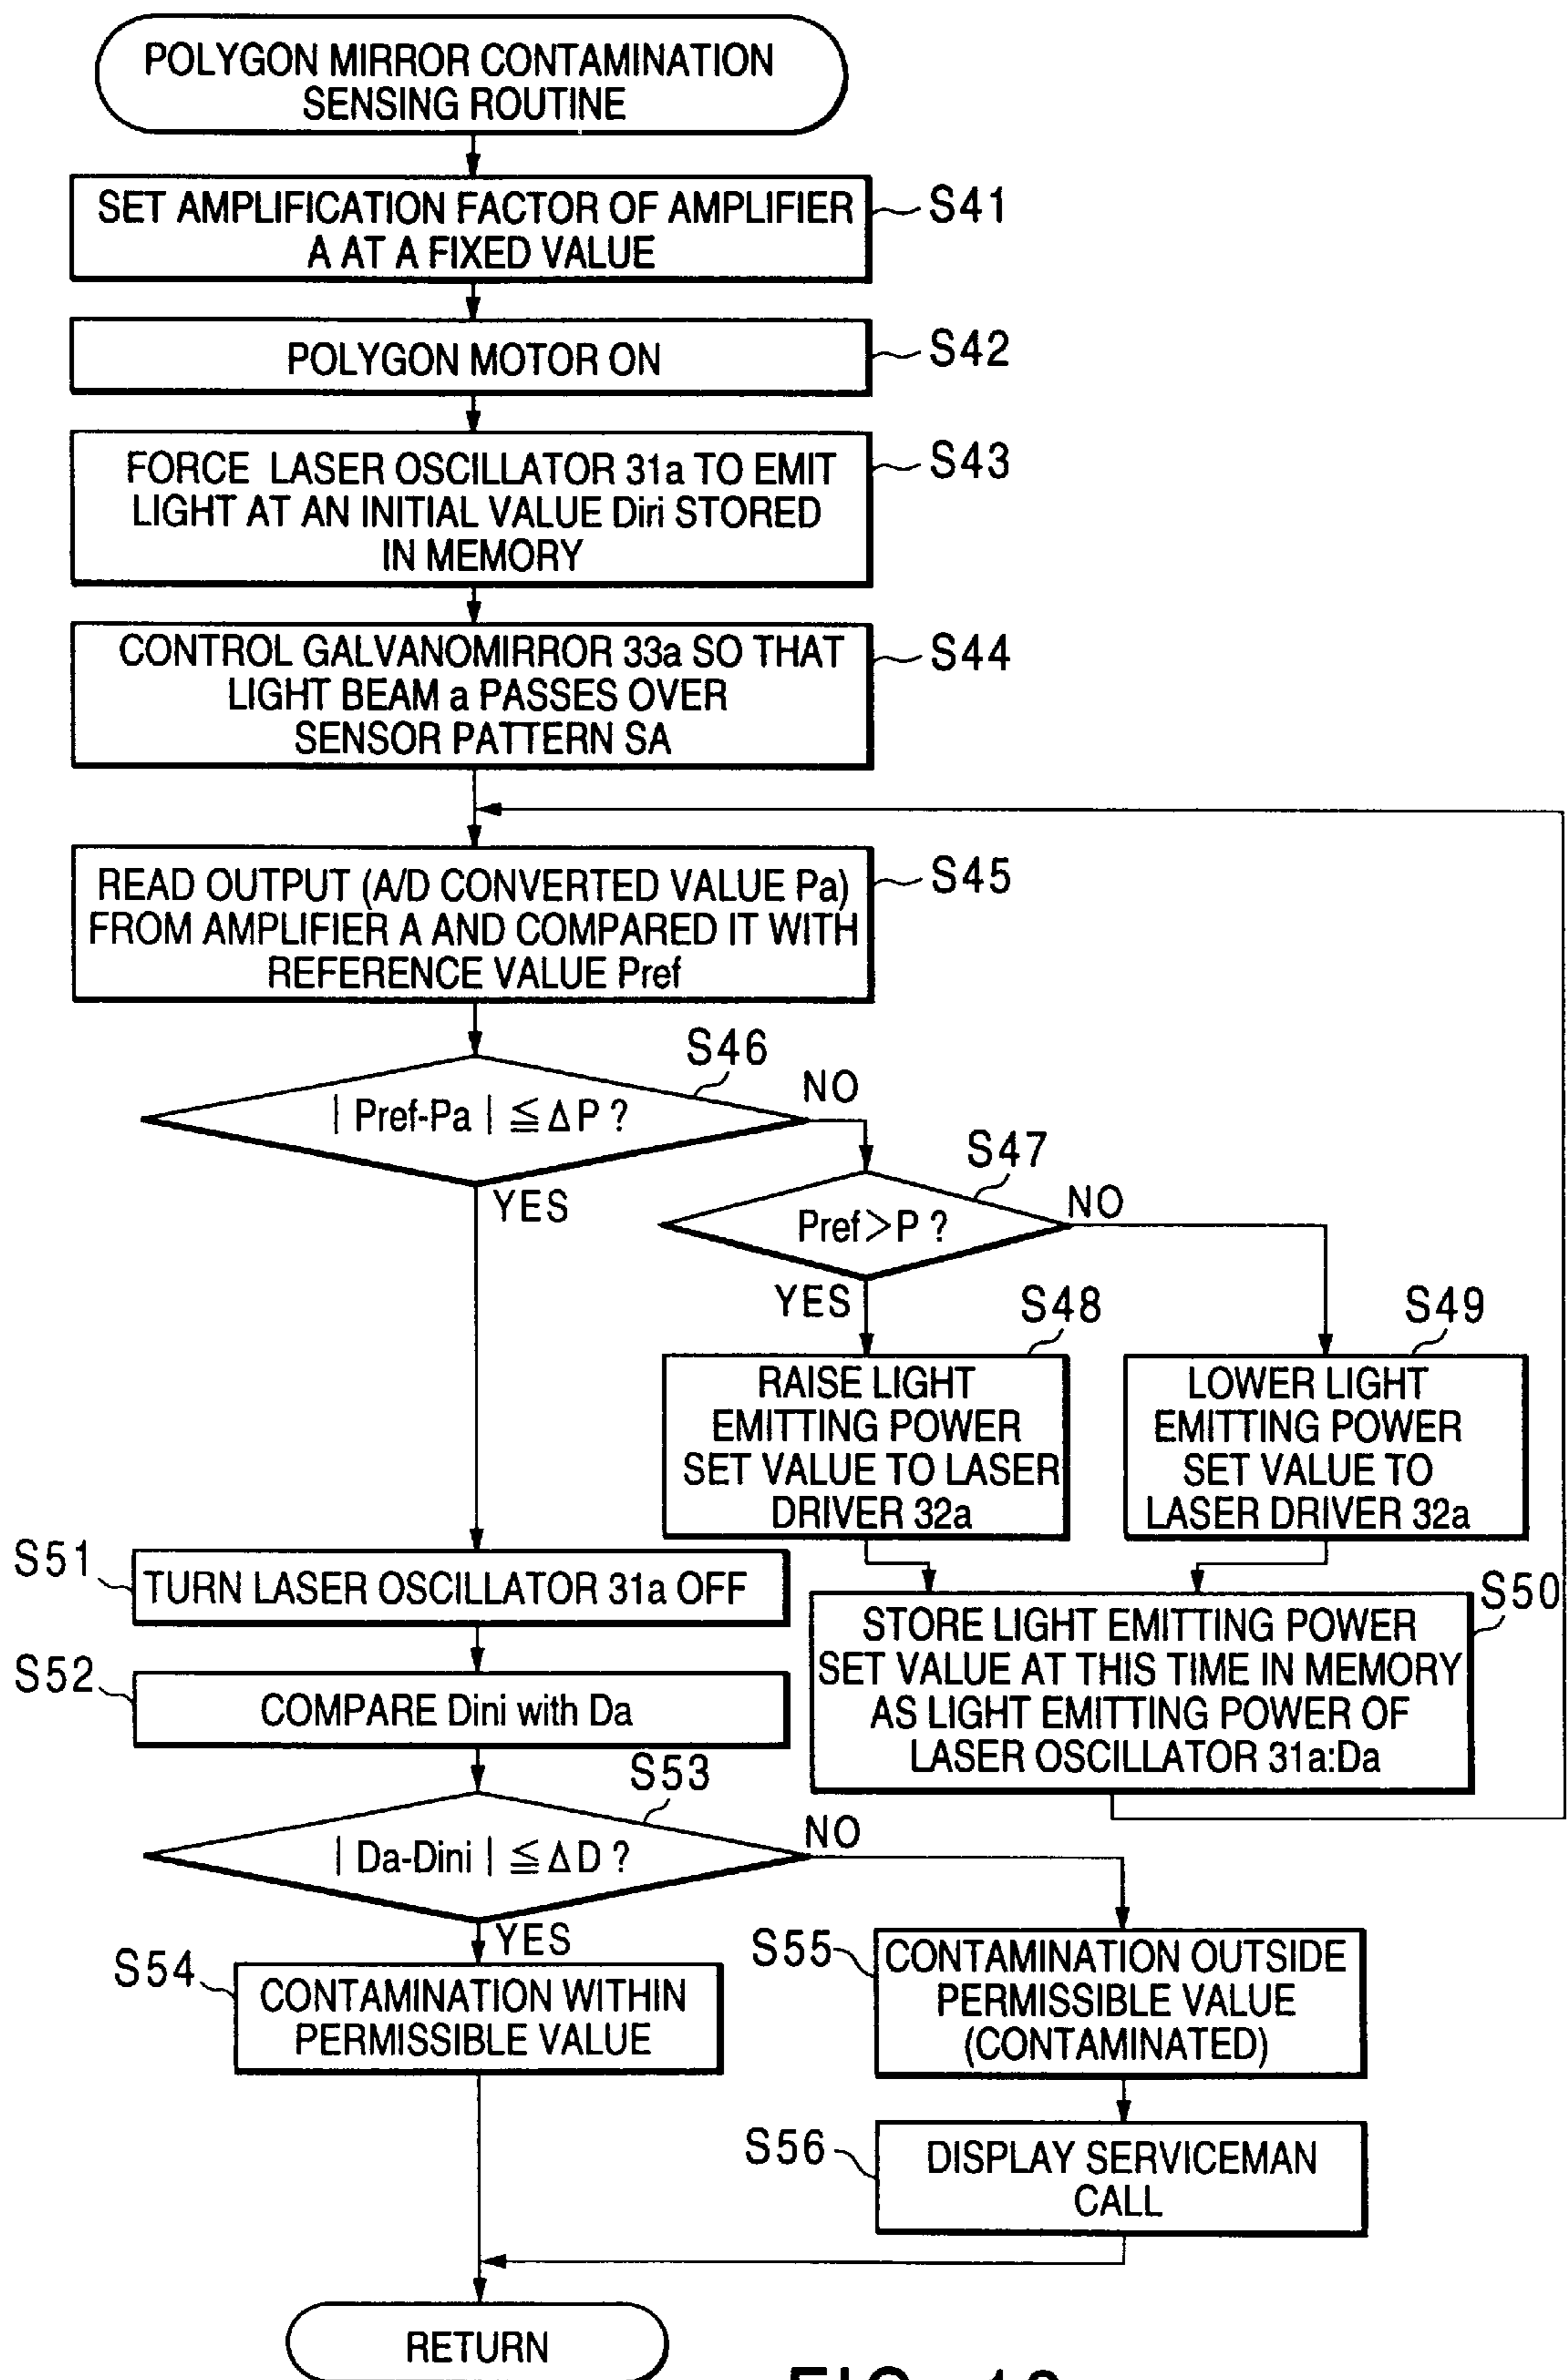 POLYGON MIRROR CONTAMINATION
SENSING ROUTINE
SET AMPLIFICATION FACTOR OF AMPLIFIER
A AT A FIXED VALUE
S41
POLYGON MOTOR ON
S42
FORCE LASER OSCILLATOR 31a TO EMIT
LIGHT AT AN INITIAL VALUE Diri STORED
IN MEMORY
S43
CONTROL GALVANOMIRROR 33a SO THAT
LIGHT BEAM a PASSES OVER
SENSOR PATTERN SA
S44
READ OUTPUT (A/D CONVERTED VALUE Pa)
FROM AMPLIFIER A AND COMPARED IT WITH
REFERENCE VALUE Pref
S45
S46
| Pref-Pa | ≦ ΔP ?
NO
YES
S47
Pref>P ?
NO
YES
S48
RAISE LIGHT
EMITTING POWER
SET VALUE TO LASER
DRIVER 32a
S49
LOWER LIGHT
EMITTING POWER
SET VALUE TO
LASER DRIVER 32a
S50
STORE LIGHT EMITTING POWER
SET VALUE AT THIS TIME IN MEMORY
AS LIGHT EMITTING POWER OF
LASER OSCILLATOR 31a:Da
S51
TURN LASER OSCILLATOR 31a OFF
S52
COMPARE Dini with Da
S53
| Da-Dini | ≦ ΔD ?
NO
YES
S54
CONTAMINATION WITHIN
PERMISSIBLE VALUE
S55
CONTAMINATION OUTSIDE
PERMISSIBLE VALUE
(CONTAMINATED)
S56
DISPLAY SERVICEMAN
CALL
RETURN